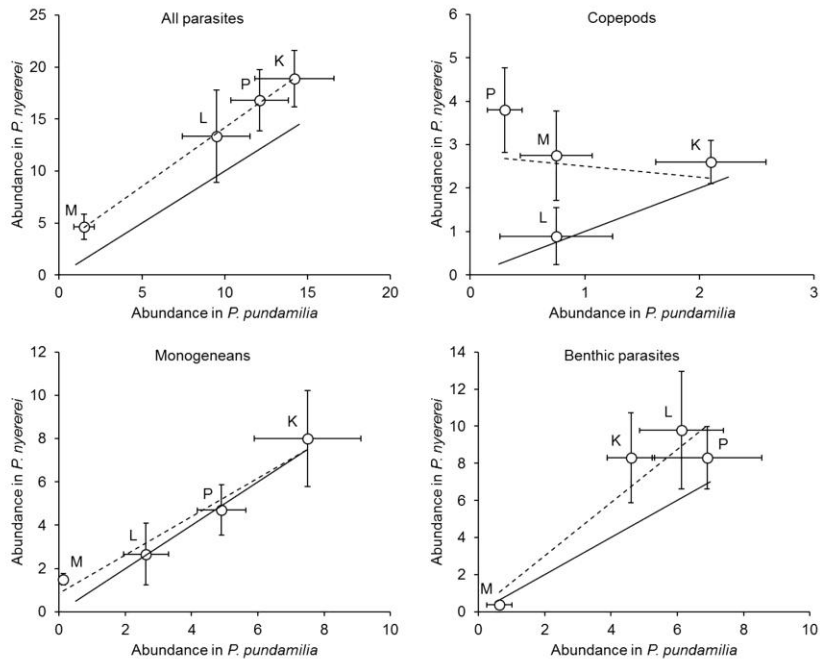 All parasites
25
20
15
10
5
0
0 5 10 15 20
M
L
P
K
Abundance in P. nyererei
Abundance in P. pundamilia
Copepods
6
5
4
3
2
1
0
0 1 2 3
P
M
K
L
Abundance in P. nyererei
Abundance in P. pundamilia
Monogeneans
12
10
8
6
4
2
0
0 2 4 6 8 10
M
L
P
K
Abundance in P. nyererei
Abundance in P. pundamilia
Benthic parasites
14
12
10
8
6
4
2
0
0 2 4 6 8 10
M
K
L
P
Abundance in P. nyererei
Abundance in P. pundamilia